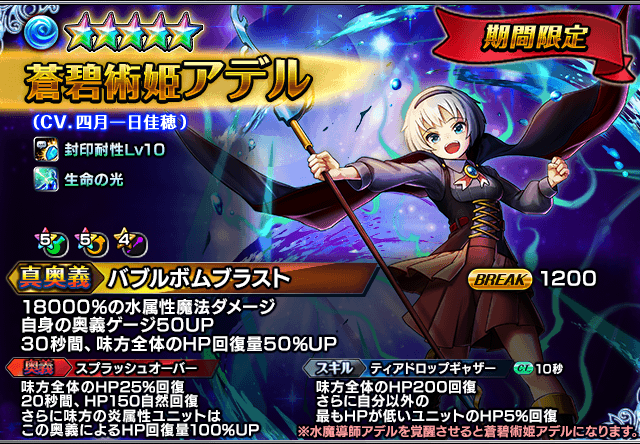 期間限定
蒼碧術姫アデル
(CV.四月一日佳穂)
封印耐性Lv10
生命の光
5 5 4
真奥義 バブルボムブラスト
BREAK 1200
18000%の水属性魔法ダメージ
自身の奥義ゲージ50UP
30秒間、味方全体のHP回復量50%UP
奥義 スプラッシュオーバー
味方全体のHP25%回復
20秒間、HP150自然回復
さらに味方の炎属性ユニットは
この奥義によるHP回復量100%UP
スキル ティアドロップギャザー CT 10秒
味方全体のHP200回復
さらに自分以外の
最もHPが低いユニットのHP5%回復
※水魔導師アデルを覚醒させると蒼碧術姫アデルになります。